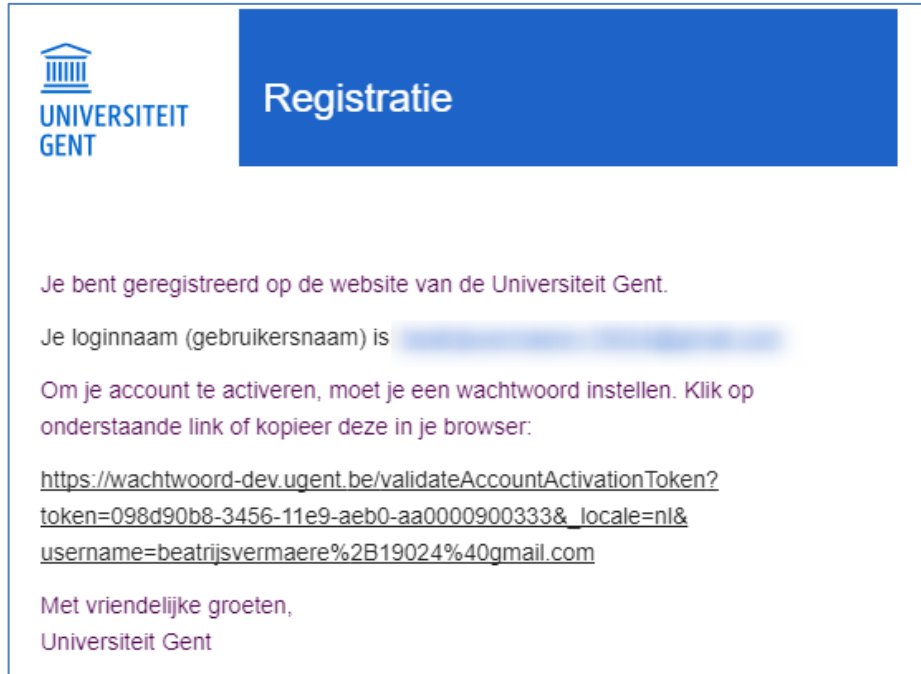 UNIVERSITEIT
GENT
Registratie
Je bent geregistreerd op de website van de Universiteit Gent.
Je loginnaam (gebruikersnaam) is
Om je account te activeren, moet je een wachtwoord instellen. Klik op
onderstaande link of kopieer deze in je browser:
https://wachtwoord-dev.ugent.be/validateAccountActivationToken?
token=098d90b8-3456-11e9-aeb0-aa0000900333&_locale=nl&
username=beatrijsvermaere%2B19024%40gmail.com
Met vriendelijke groeten,
Universiteit Gent